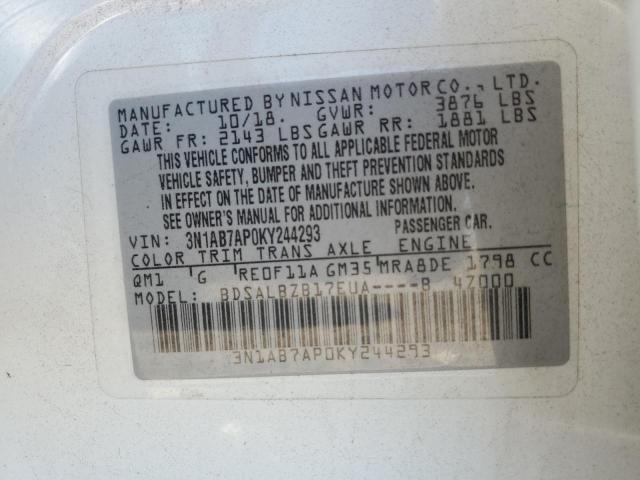 MANUFACTURED BY NISSAN MOTOR CO., LTD.
DATE: 10/18. GVWR: 3876 LBS
GAWR FR: 2143 LBS GAWR RR: 1881 LBS
THIS VEHICLE CONFORMS TO ALL APPLICABLE FEDERAL MOTOR
VEHICLE SAFETY, BUMPER AND THEFT PREVENTION STANDARDS
IN EFFECT ON THE DATE OF MANUFACTURE SHOWN ABOVE.
SEE OWNER'S MANUAL FOR ADDITIONAL INFORMATION.
VIN: 3N1AB7AP0KY244293 PASSENGER CAR.
COLOR TRIM TRANS AXLE ENGINE
QM1 G RE0F11A GM35 MRA8DE 1798 CC
MODEL: BDSALBZB17EUA----B 47000
3N1AB7AP0KY244293